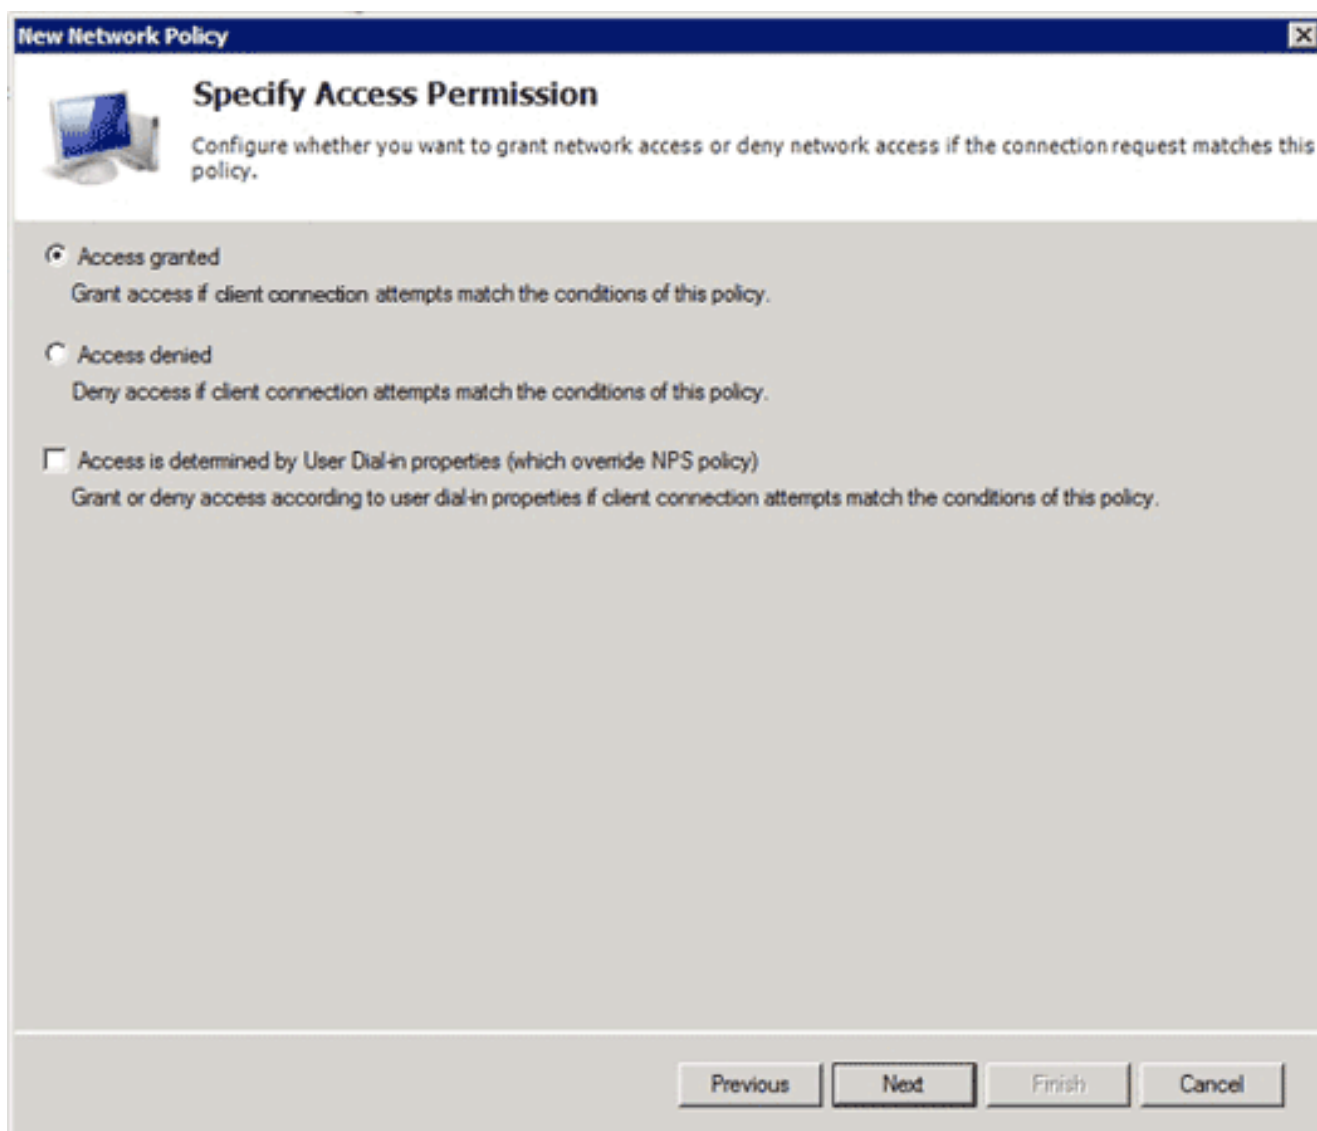 New Network Policy
Specify Access Permission
Configure whether you want to grant network access or deny network access if the connection request matches this
policy.
Access granted
Grant access if client connection attempts match the conditions of this policy.
Access denied
Deny access if client connection attempts match the conditions of this policy.
Access is determined by User Dial-in properties (which override NPS policy)
Grant or deny access according to user dial-in properties if client connection attempts match the conditions of this policy.
Previous Next Finish Cancel